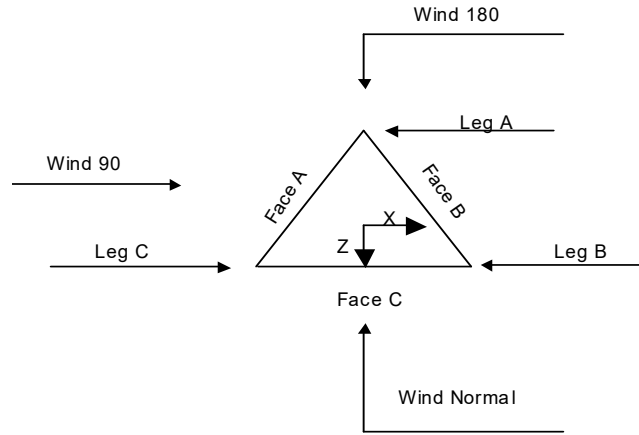 Wind 180
Leg A
Wind 90
Face A
Face B
X
Z
Leg C
Leg B
Face C
Wind Normal